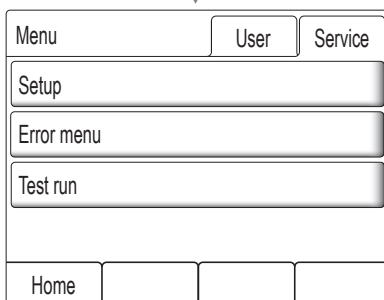 Menu User Service
Setup
Error menu
Test run
Home